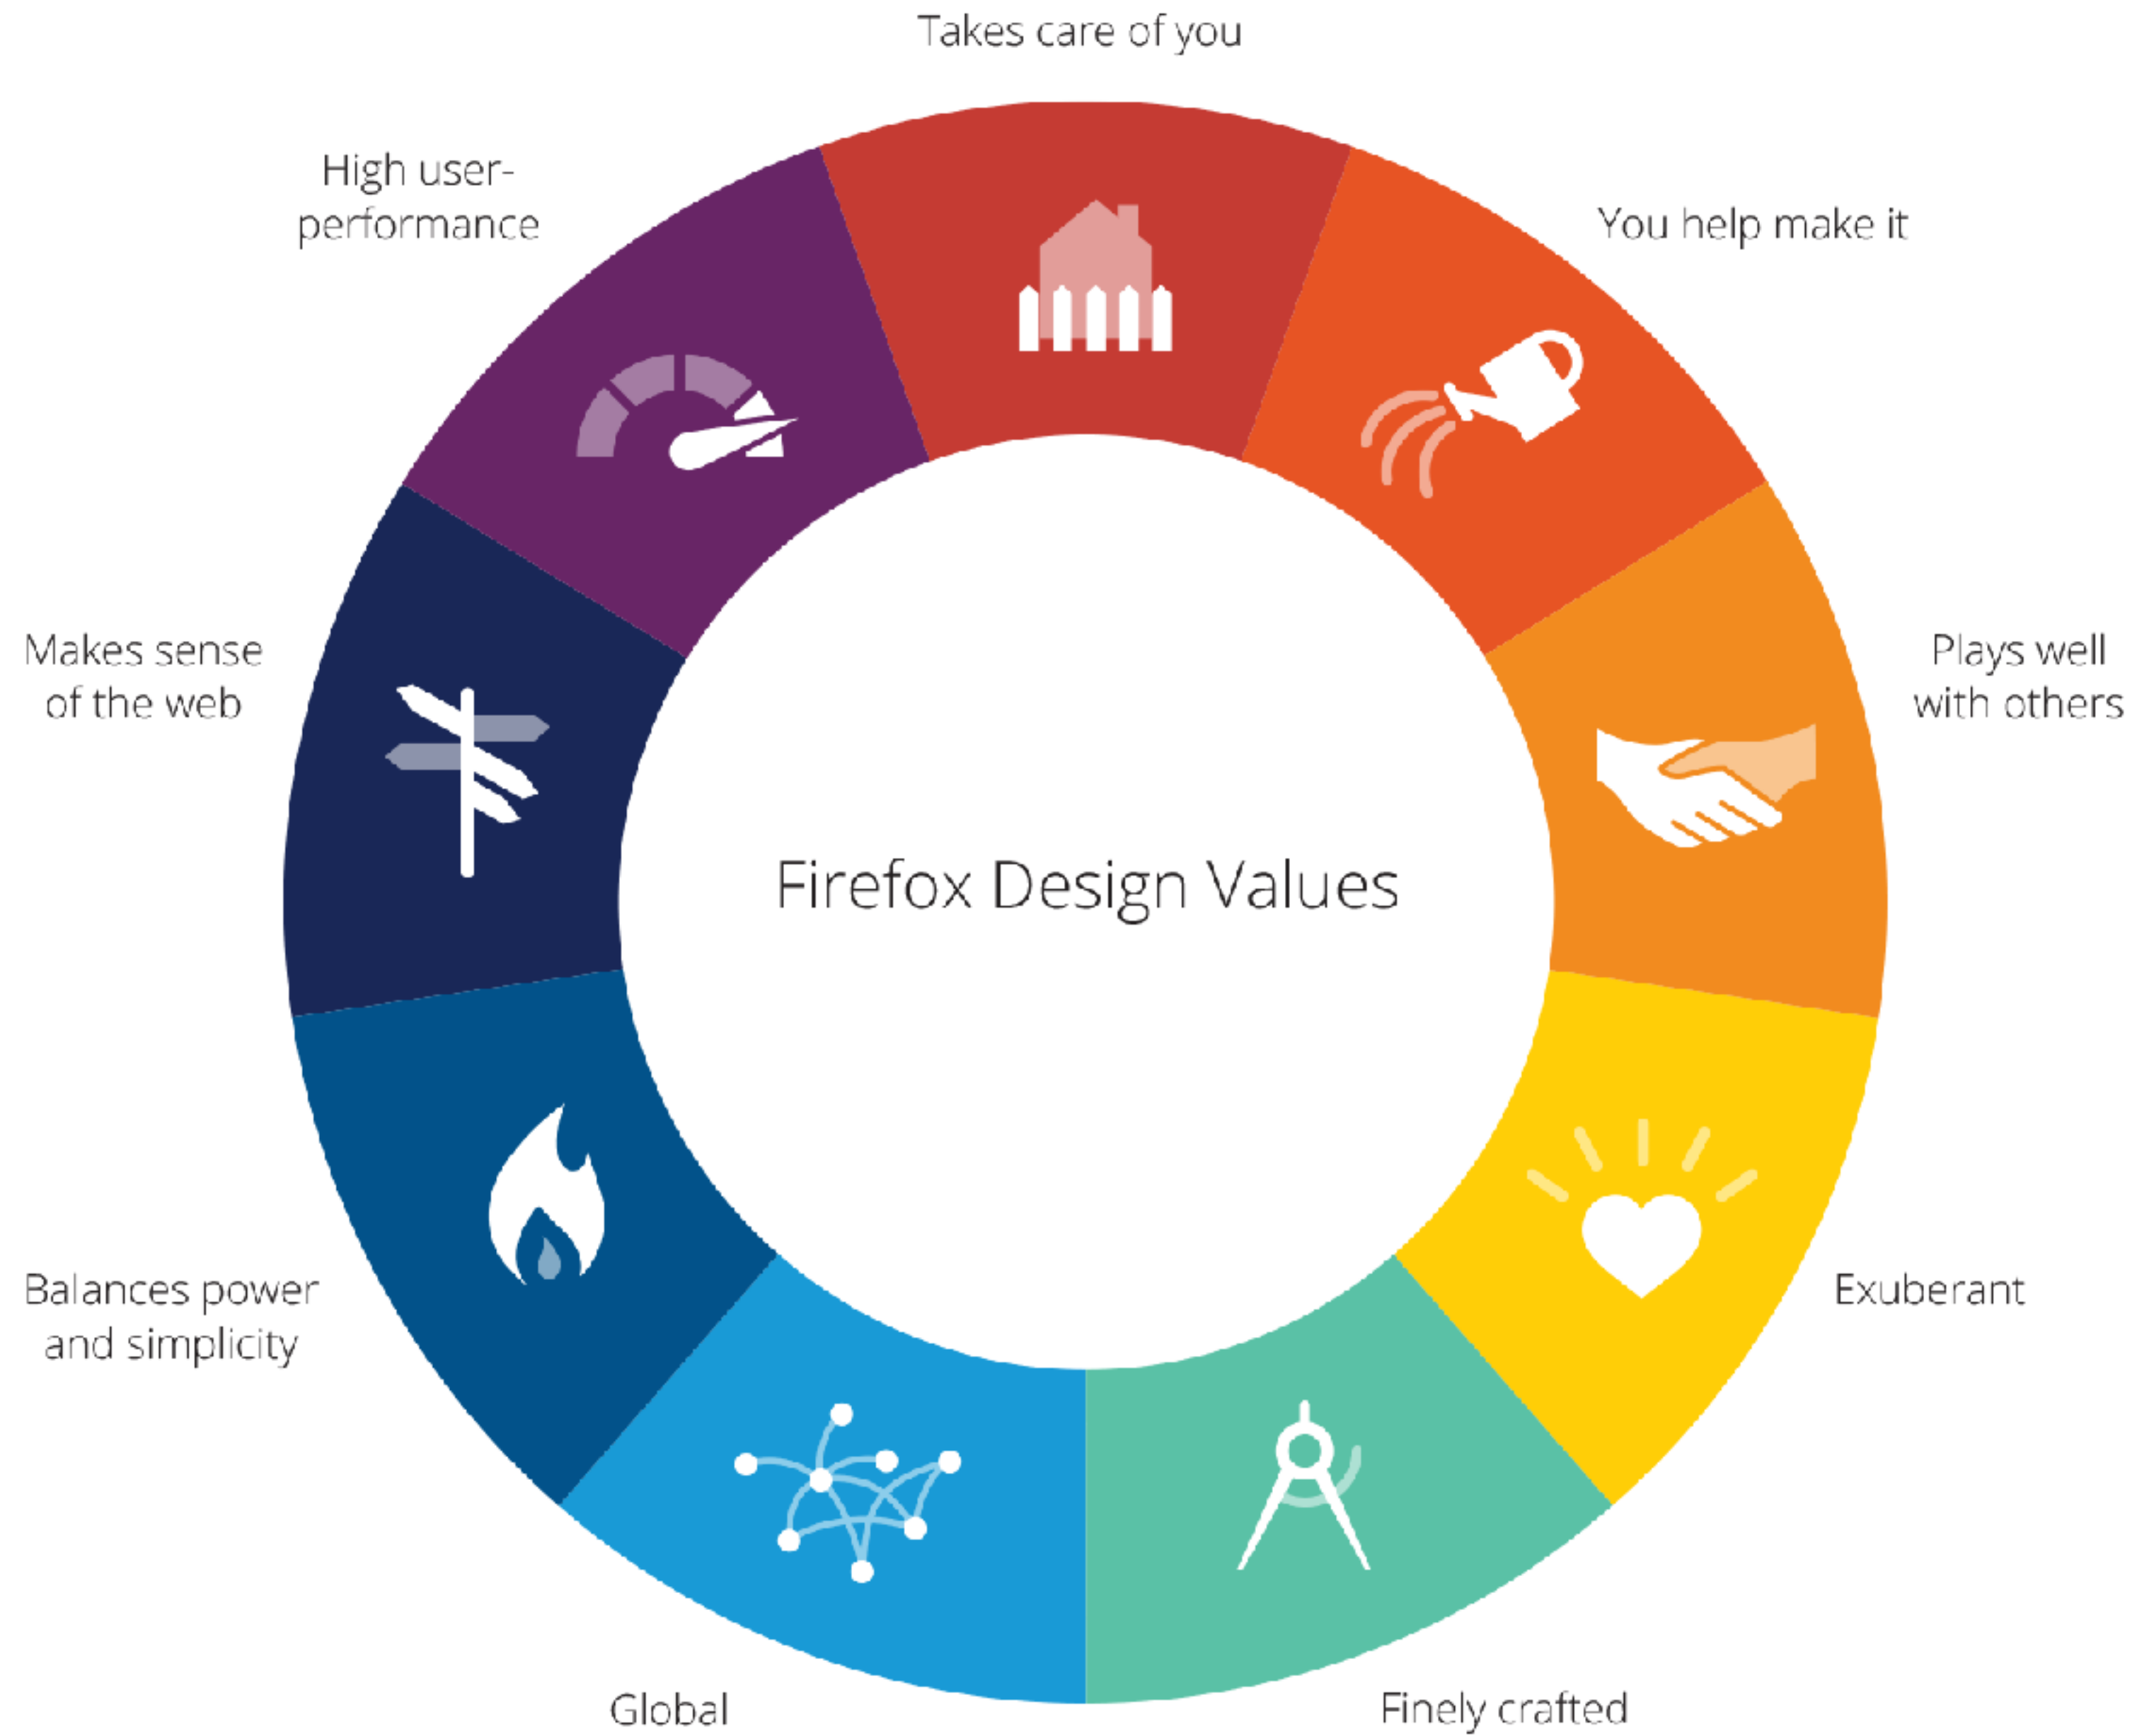 Takes care of you
High user-
performance
You help make it
Makes sense
of the web
Plays well
with others
Firefox Design Values
Balances power
and simplicity
Exuberant
Global
Finely crafted